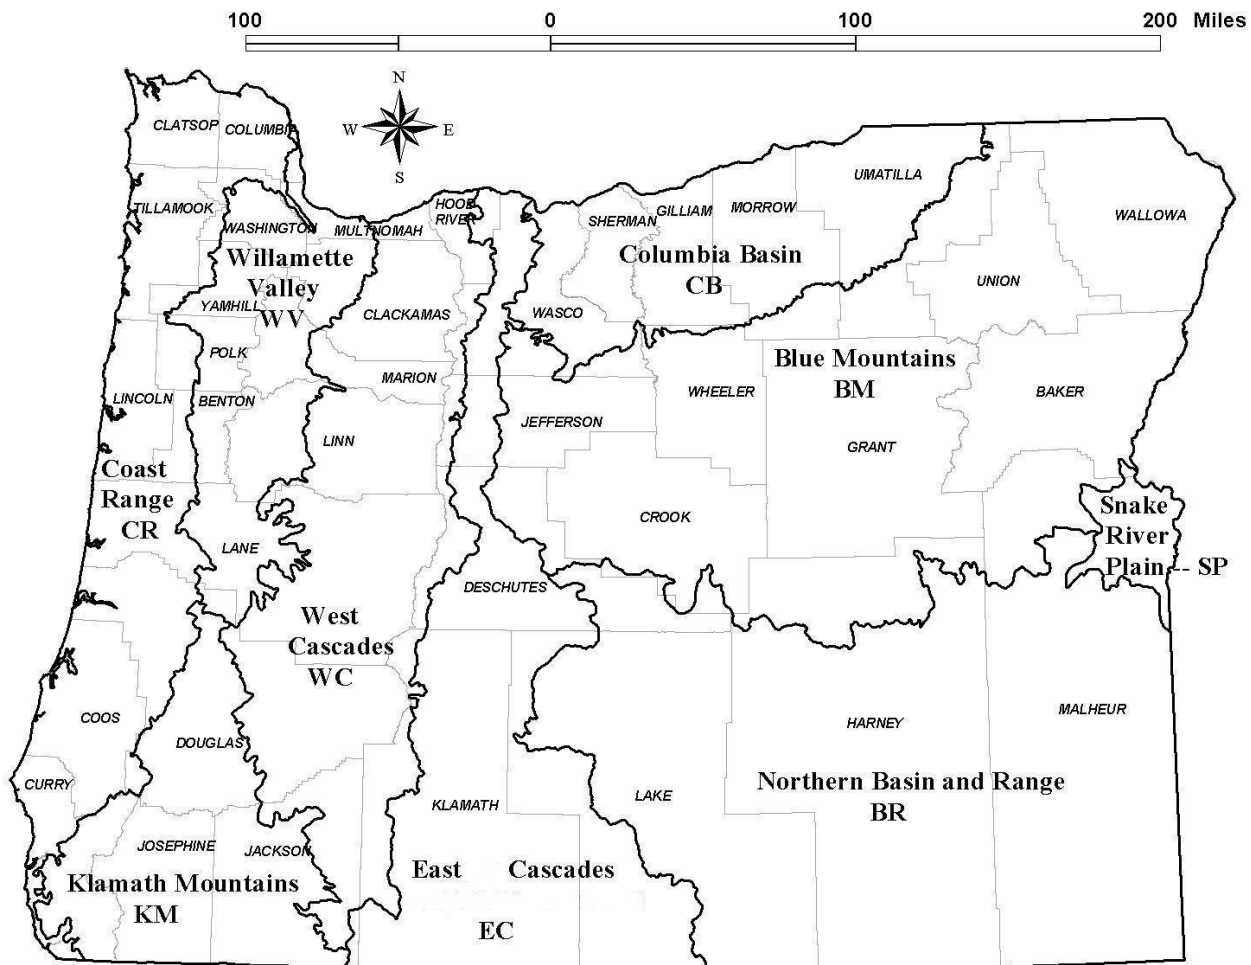 100 0 100 200 Miles
N
W E
S
CLATSOP
COLUMBIA
TILLAMOOK
WASHINGTON
MULTNOMAH
HOOD
RIVER
SHERMAN
GILLIAM
MORROW
UMATILLA
WALLOWA
UNION
Willamette
Valley
WV
Columbia Basin
CB
YAMHILL
CLACKAMAS
WASCO
POLK
MARION
Blue Mountains
BM
LINCOLN
BENTON
LINN
JEFFERSON
WHEELER
GRANT
BAKER
Coast
Range
CR
LANE
CROOK
Snake
River
Plain-- SP
DESCHUTES
West
Cascades
WC
COOS
DOUGLAS
CURRY
KLAMATH
LAKE
HARNEY
MALHEUR
Northern Basin and Range
BR
JOSEPHINE
JACKSON
Klamath Mountains
KM
East Cascades
EC